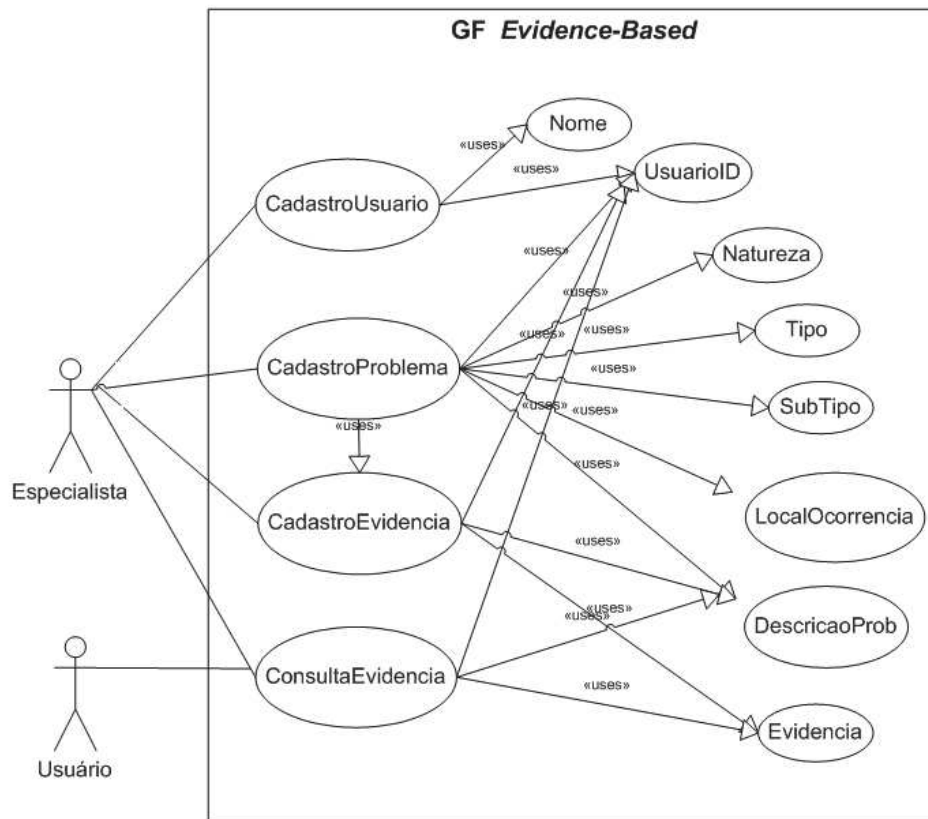 GF Evidence-Based
Nome
«uses»
«uses»
UsuarioID
CadastroUsuario
«uses»
Natureza
«uses»
«uses»
Tipo
«uses»
CadastroProblema
«uses»
SubTipo
«uses»
«uses»
«uses»
«uses»
Especialista
LocalOcorrencia
CadastroEvidencia
«uses»
«uses»
«uses»
DescricaoProb
ConsultaEvidencia
«uses»
Evidencia
Usuário